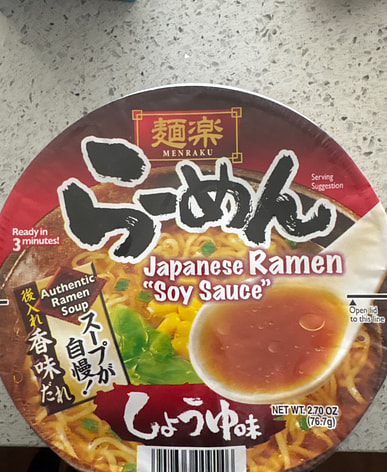 麺楽
MENRAKU
らーめん
Serving
Suggestion
Ready in
3 minutes!
Japanese Ramen
"Soy Sauce"
Authentic
Ramen
Soup
スープが
自慢！
後入れ香味だれ
Open lid
to this line
しょうゆ味
NET WT. 2.70 OZ
(76.7g)